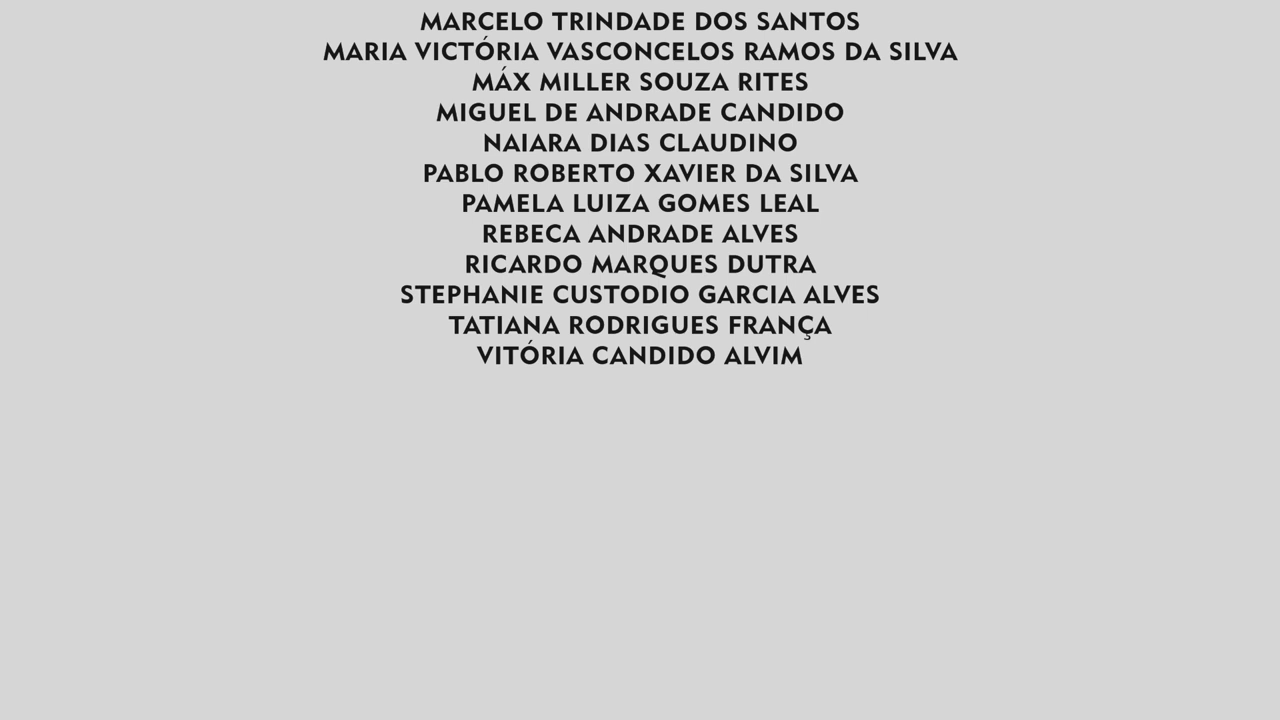 MARCELO TRINDADE DOS SANTOS
MARIA VICTÓRIA VASCONCELOS RAMOS DA SILVA
MÁX MILLER SOUZA RITES
MIGUEL DE ANDRADE CANDIDO
NAIARA DIAS CLAUDINO
PABLO ROBERTO XAVIER DA SILVA
PAMELA LUIZA GOMES LEAL
REBECA ANDRADE ALVES
RICARDO MARQUES DUTRA
STEPHANIE CUSTODIO GARCIA ALVES
TATIANA RODRIGUES FRANÇA
VITÓRIA CANDIDO ALVIM